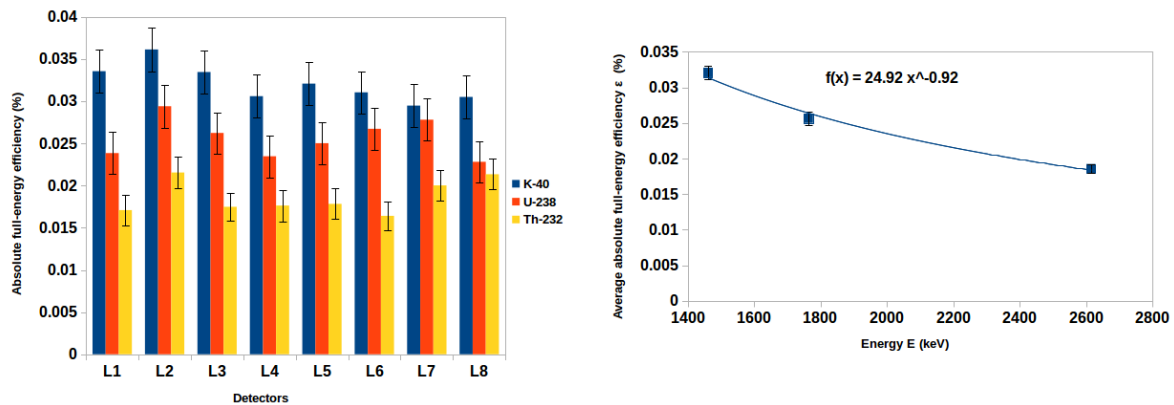 Absolute full-energy efficiency (%)
0.04
0.035
0.03
0.025
0.02
0.015
0.01
0.005
0
L1 L2 L3 L4 L5 L6 L7 L8
Detectors
K-40
U-238
Th-232
Average absolute full-energy efficiency ε (%)
0.035
0.03
0.025
0.02
0.015
0.01
0.005
0
f(x) = 24.92 x^-0.92
1400 1600 1800 2000 2200 2400 2600 2800
Energy E (keV)